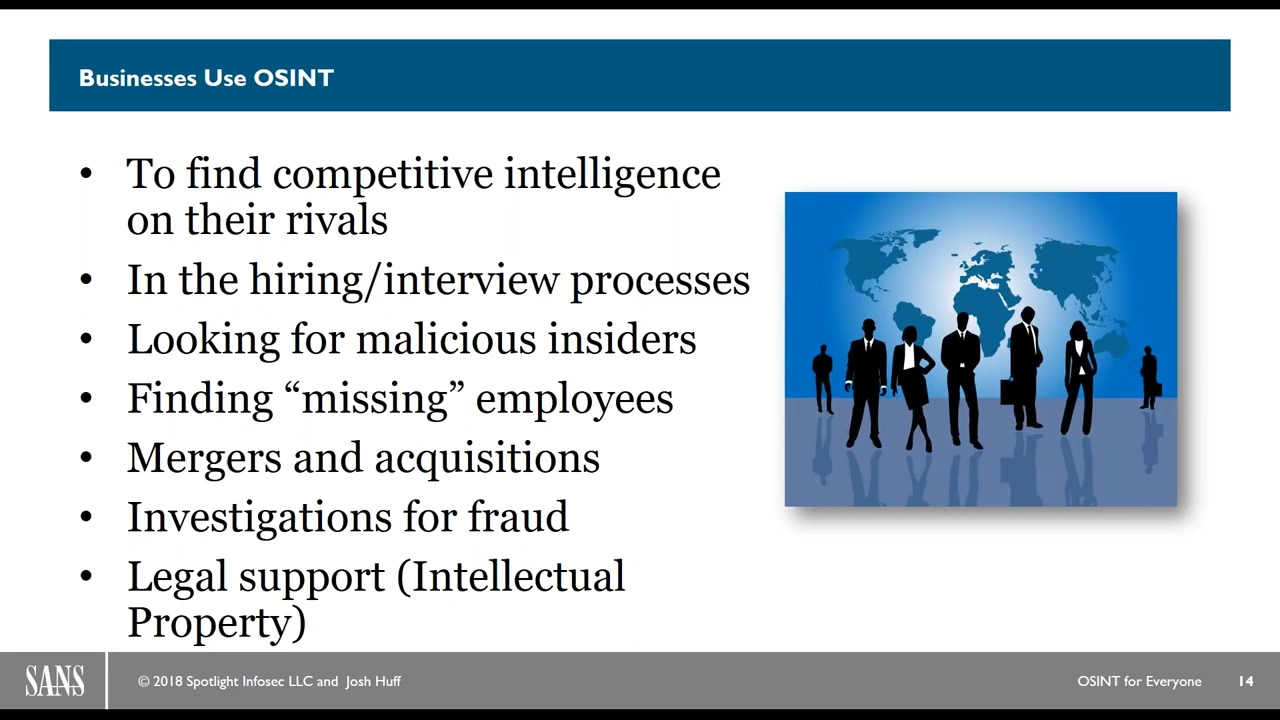 Businesses Use OSINT
• To find competitive intelligence
on their rivals
• In the hiring/interview processes
• Looking for malicious insiders
• Finding “missing” employees
• Mergers and acquisitions
• Investigations for fraud
• Legal support (Intellectual
Property)
SANS
© 2018 Spotlight Infosec LLC and Josh Huff
OSINT for Everyone
14